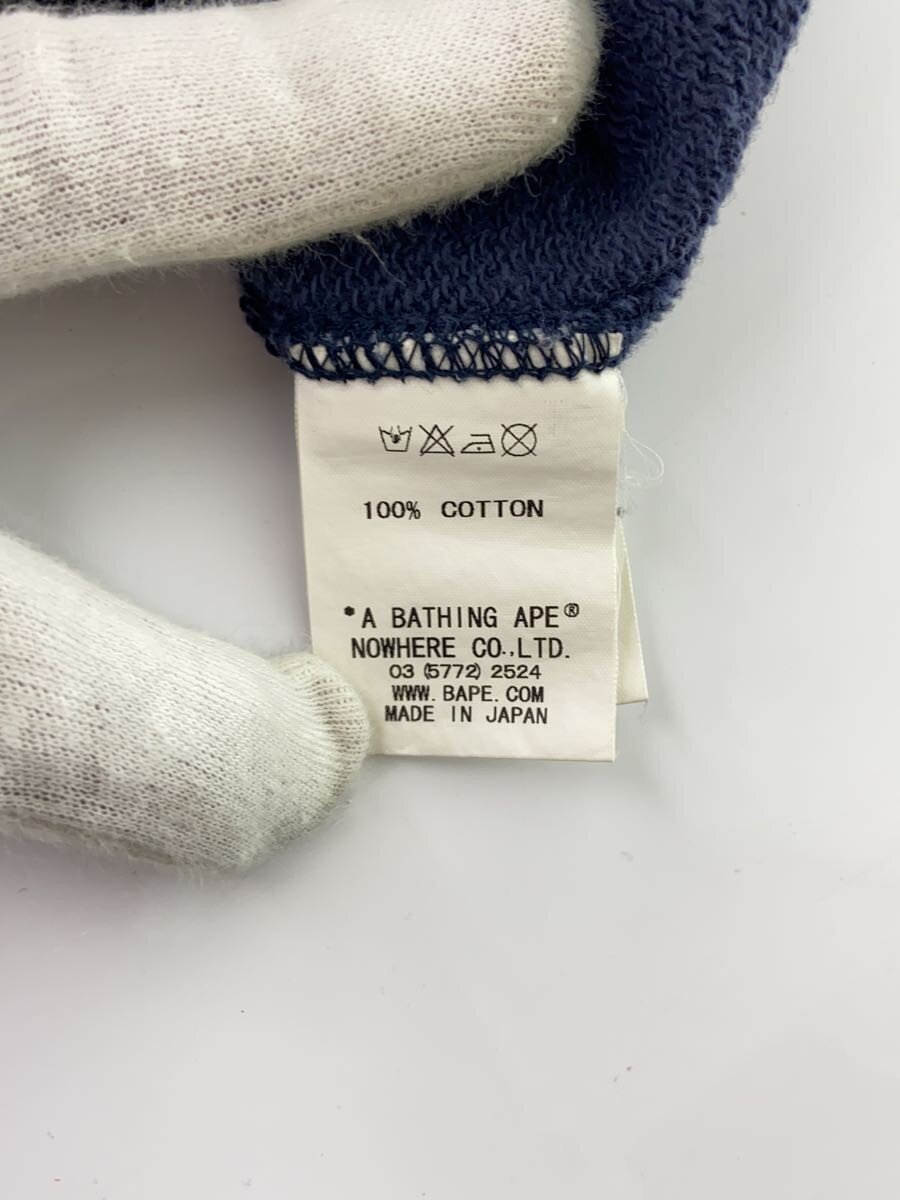 100% COTTON
*A BATHING APE®
NOWHERE CO.,LTD.
03 (5772) 2524
WWW. BAPE. COM
MADE IN JAPAN